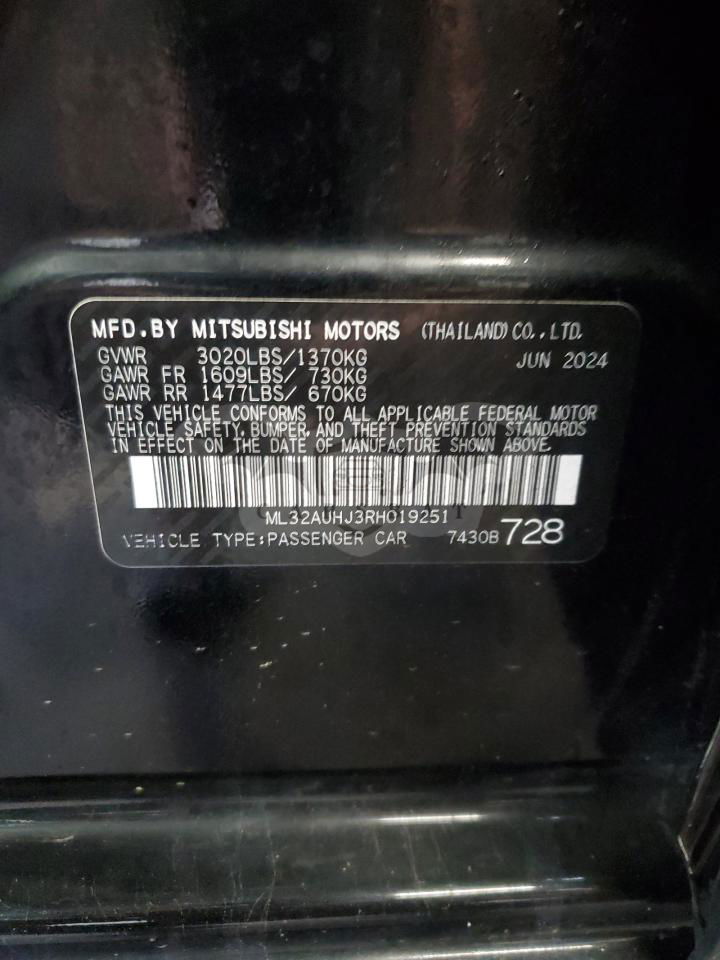 MFD.BY MITSUBISHI MOTORS (THAILAND) CO.,LTD.
GVWR 3020LBS/1370KG JUN 2024
GAWR FR 1609LBS/ 730KG
GAWR RR 1477LBS/ 670KG
THIS VEHICLE CONFORMS TO ALL APPLICABLE FEDERAL MOTOR
VEHICLE SAFETY, BUMPER, AND THEFT PREVENTION STANDARDS
IN EFFECT ON THE DATE OF MANUFACTURE SHOWN ABOVE.
ML32AUHJ3RH019251
VEHICLE TYPE:PASSENGER CAR 7430B 728